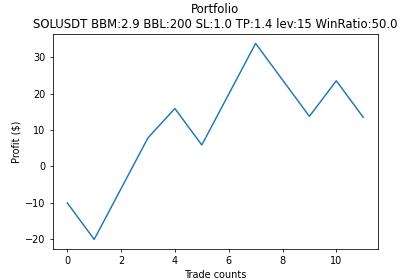 Portfolio
SOLUSDT BBM:2.9 BBL:200 SL:1.0 TP:1.4 lev:15 WinRatio:50.0
30
20
10
0
−10
−20
Profit ($)
0 2 4 6 8 10
Trade counts